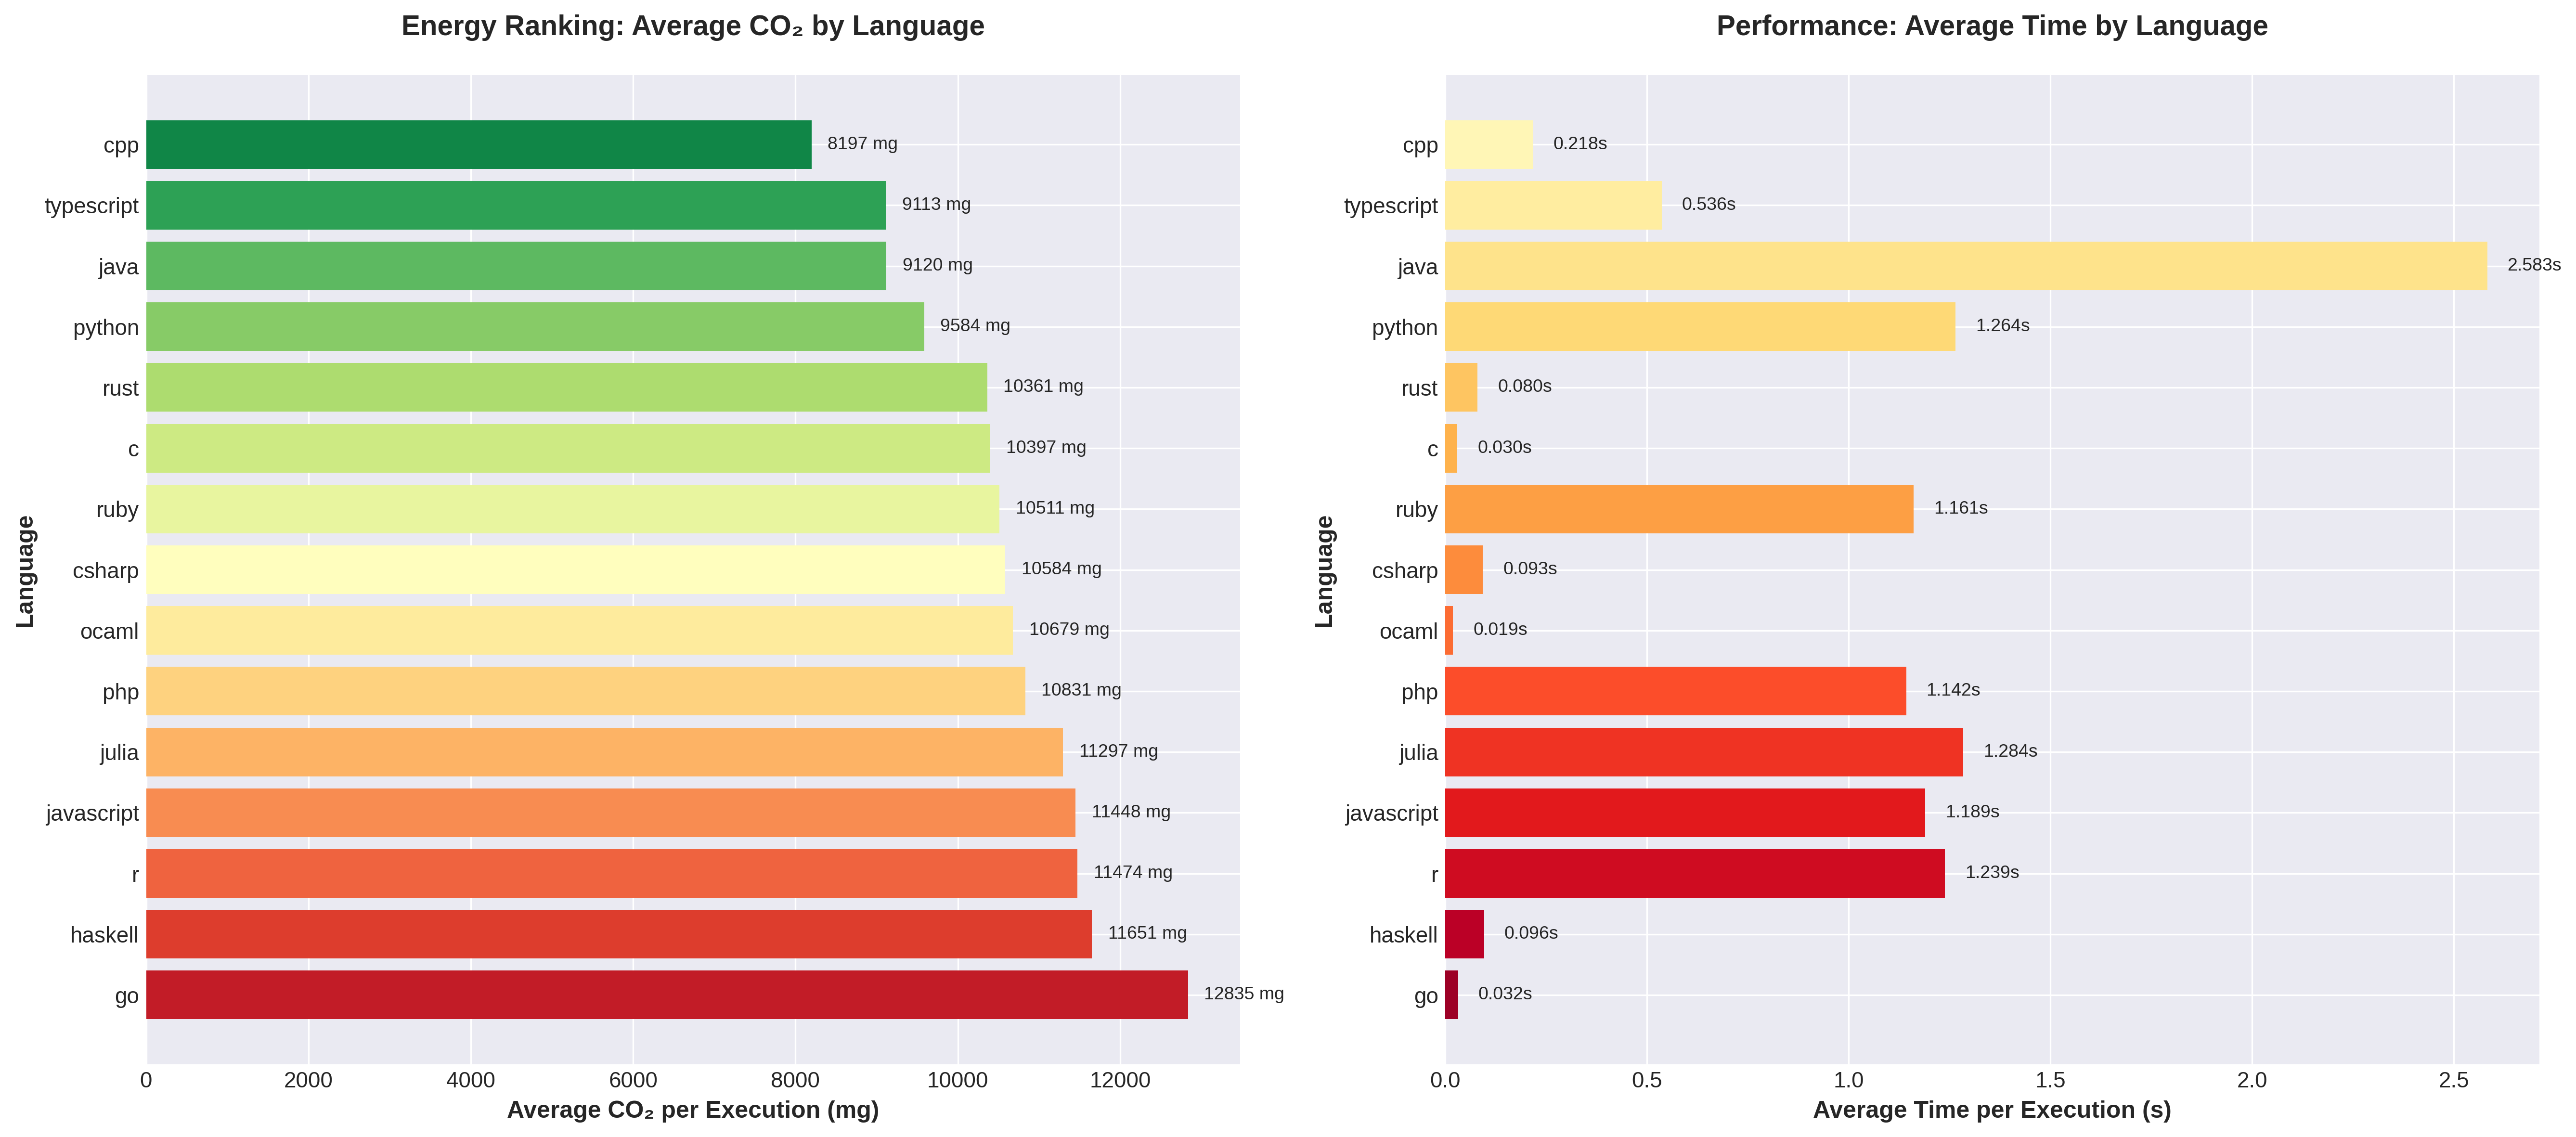 Energy Ranking: Average CO₂ by Language
Language
cpp 8197 mg
typescript 9113 mg
java 9120 mg
python 9584 mg
rust 10361 mg
c 10397 mg
ruby 10511 mg
csharp 10584 mg
ocaml 10679 mg
php 10831 mg
julia 11297 mg
javascript 11448 mg
r 11474 mg
haskell 11651 mg
go 12835 mg
0 2000 4000 6000 8000 10000 12000
Average CO₂ per Execution (mg)
Performance: Average Time by Language
Language
cpp 0.218s
typescript 0.536s
java 2.583s
python 1.264s
rust 0.080s
c 0.030s
ruby 1.161s
csharp 0.093s
ocaml 0.019s
php 1.142s
julia 1.284s
javascript 1.189s
r 1.239s
haskell 0.096s
go 0.032s
0.0 0.5 1.0 1.5 2.0 2.5
Average Time per Execution (s)